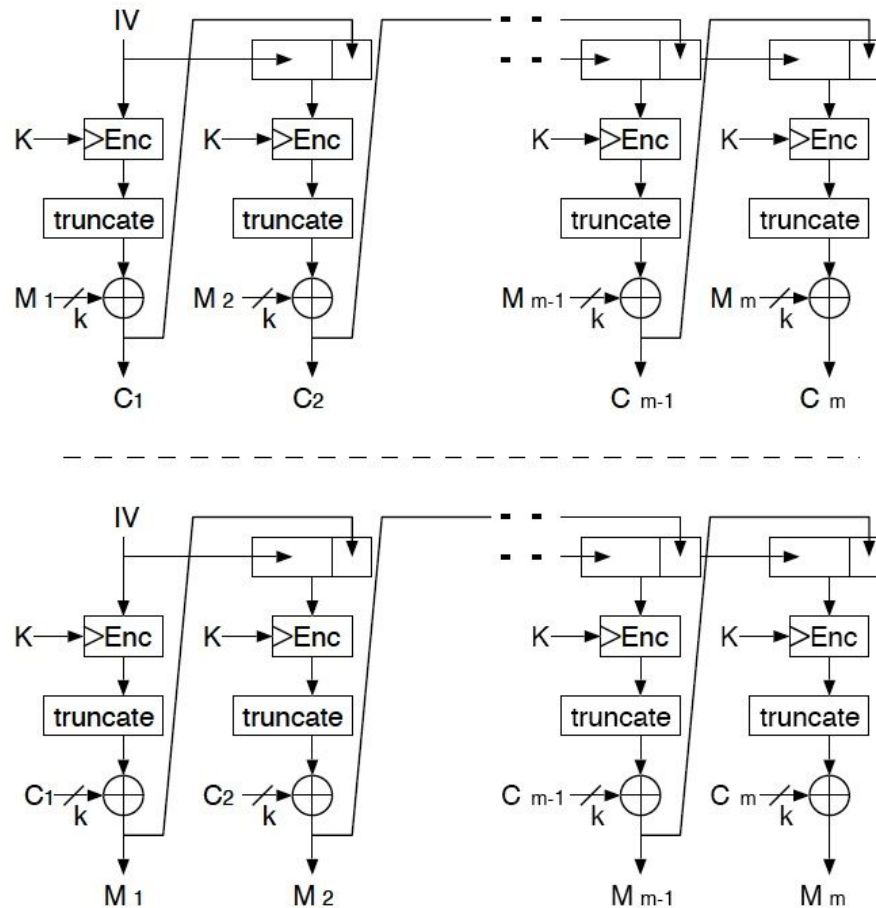 IV
K Enc K Enc K Enc K Enc
truncate truncate truncate truncate
M 1 k M 2 k M m-1 k M m k
C1 C2 C m-1 C m
IV
K Enc K Enc K Enc K Enc
truncate truncate truncate truncate
C1 k C2 k C m-1 k C m k
M 1 M 2 M m-1 M m